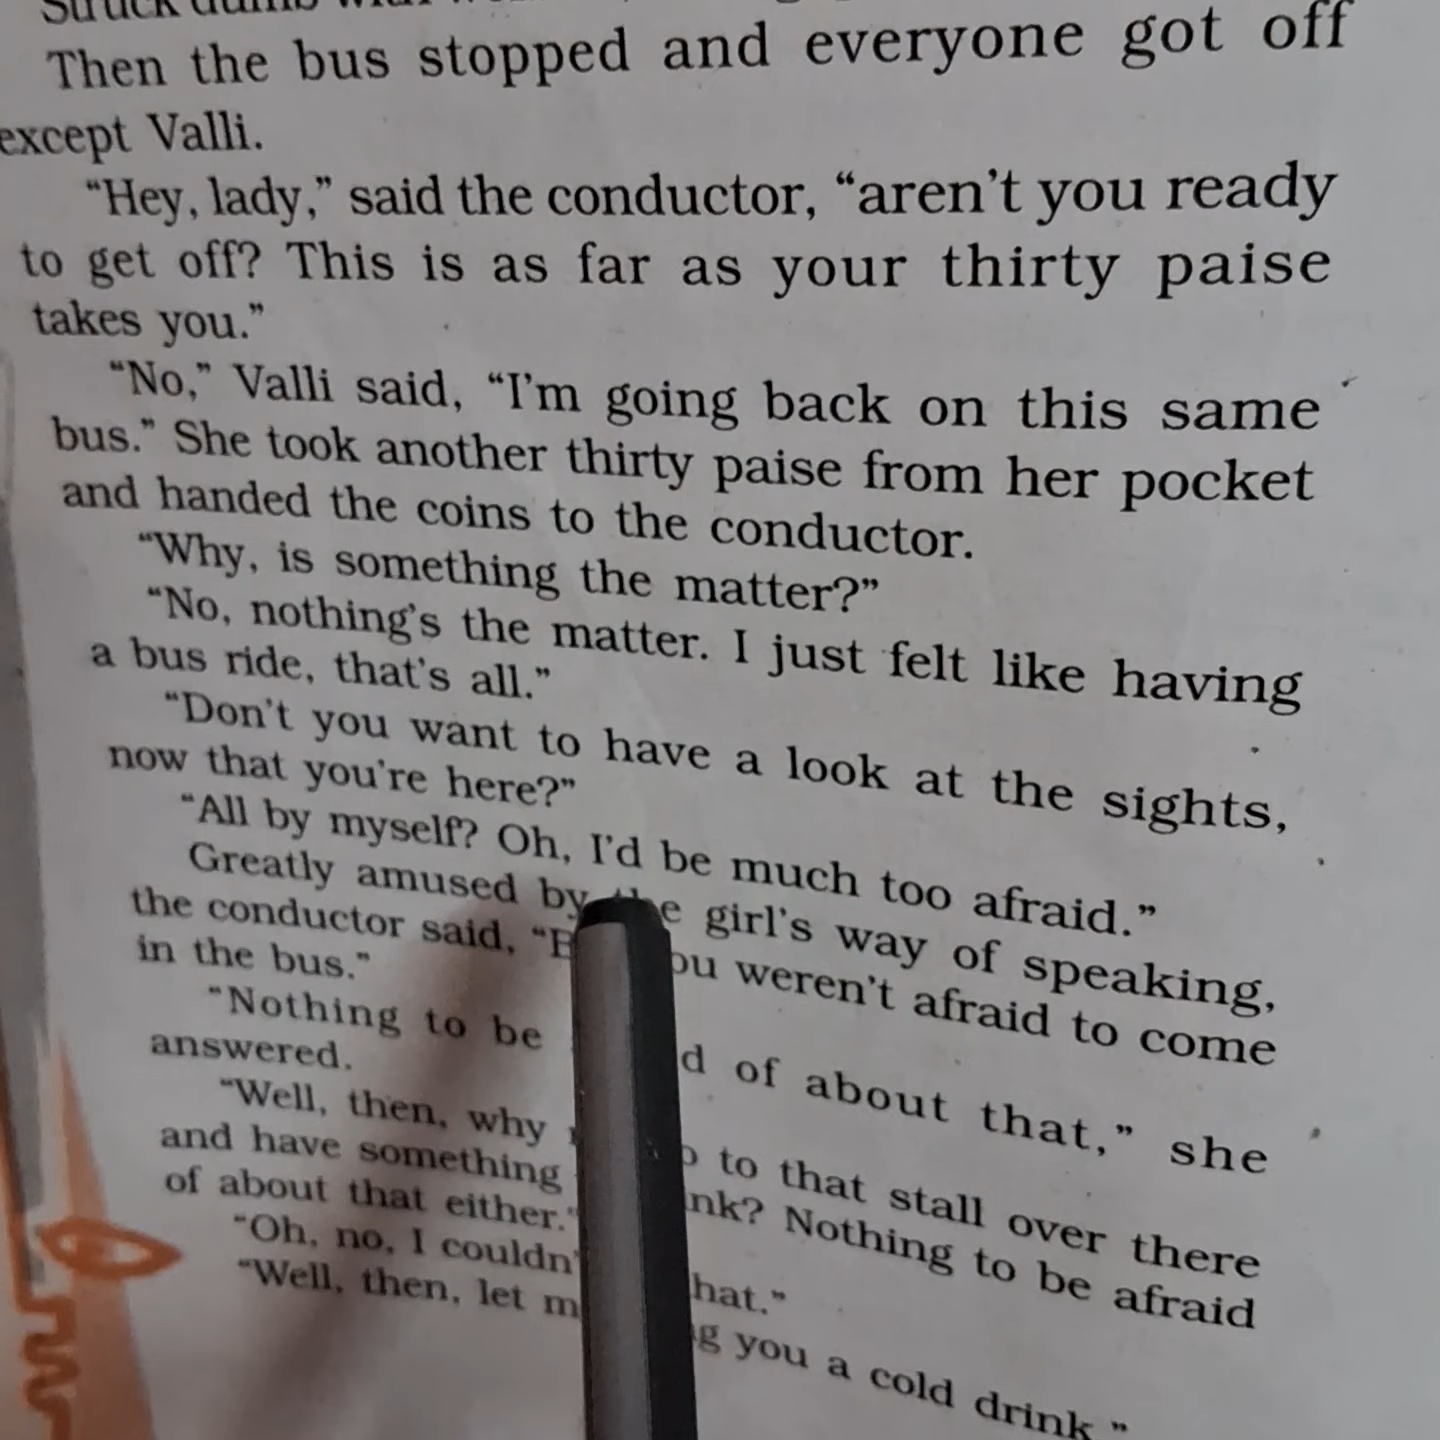 Then the bus stopped and everyone got off
except Valli.
“Hey, lady,” said the conductor, “aren’t you ready
to get off? This is as far as your thirty paise
takes you.”
“No,” Valli said, “I’m going back on this same
bus.” She took another thirty paise from her pocket
and handed the coins to the conductor.
“Why, is something the matter?”
“No, nothing’s the matter. I just felt like having
a bus ride, that’s all.”
“Don’t you want to have a look at the sights,
now that you’re here?”
“All by myself? Oh, I’d be much too afraid.”
Greatly amused by the girl’s way of speaking,
the conductor said, “ weren’t afraid to come
in the bus.”
“Nothing to be of about that,” she
answered.
“Well, then, why to that stall over there
and have something Nothing to be afraid
of about that either.”
“Oh, no, I
“Well, then, let you a cold drink.”